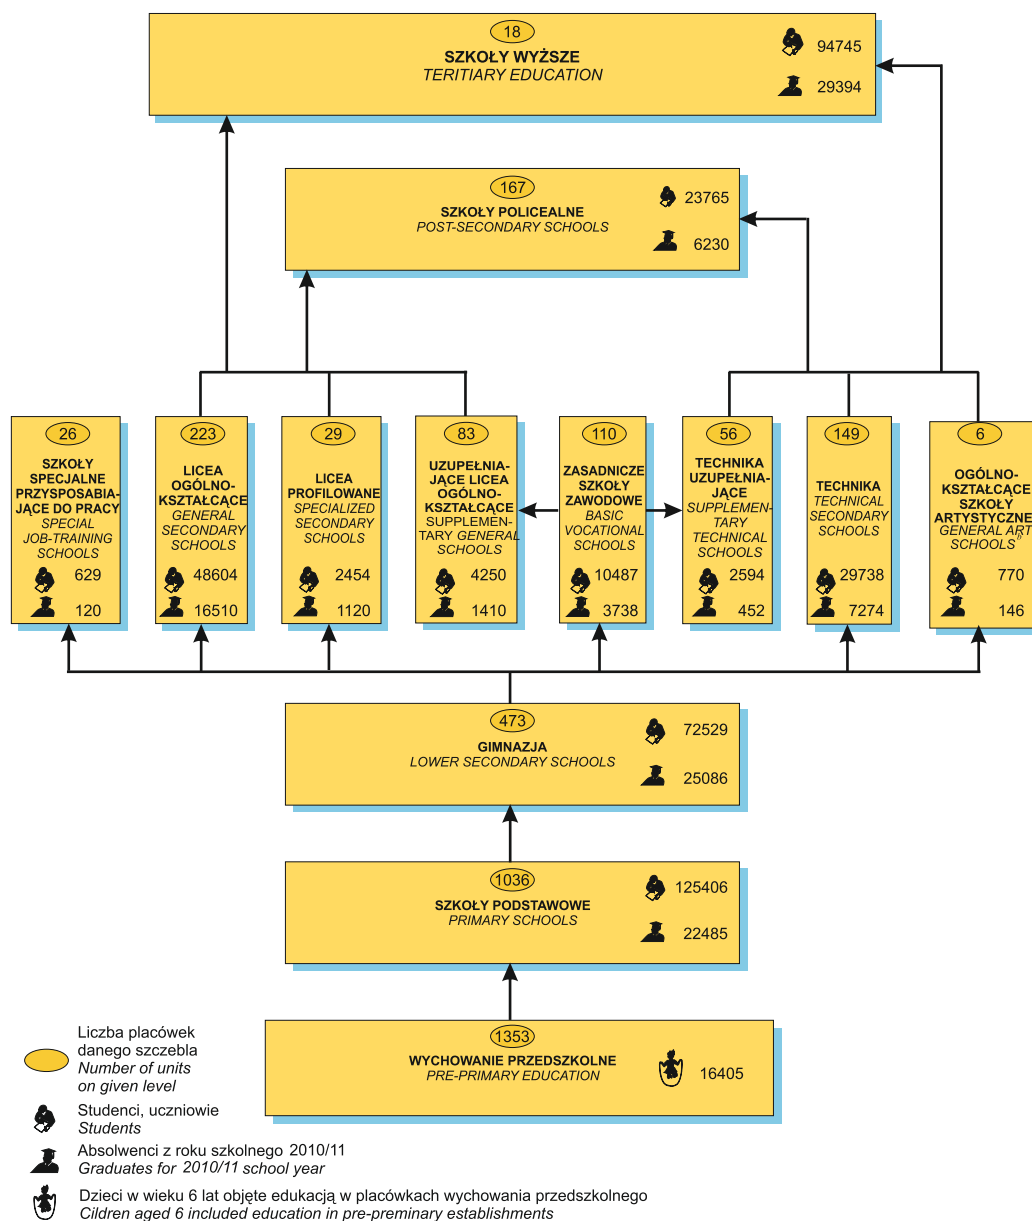 18
SZKOŁY WYŻSZE
TERITIARY EDUCATION
94745
29394
167
SZKOŁY POLICEALNE
POST-SECONDARY SCHOOLS
23765
6230
26
SZKOŁY
SPECJALNE
PRZYSPOSABIA-
JĄCE DO PRACY
SPECIAL
JOB-TRAINING
SCHOOLS
629
120
223
LICEA
OGÓLNO-
KSZTAŁCĄCE
GENERAL
SECONDARY
SCHOOLS
48604
16510
29
LICEA
PROFILOWANE
SPECIALIZED
SECONDARY
SCHOOLS
2454
1120
83
UZUPEŁNIA-
JĄCE LICEA
OGÓLNO-
KSZTAŁCĄCE
SUPPLEMEN-
TARY GENERAL
SCHOOLS
4250
1410
110
ZASADNICZE
SZKOŁY
ZAWODOWE
BASIC
VOCATIONAL
SCHOOLS
10487
3738
56
TECHNIKA
UZUPEŁNIA-
JĄCE
SUPPLEMEN-
TARY
TECHNICAL
SCHOOLS
2594
452
149
TECHNIKA
TECHNICAL
SECONDARY
SCHOOLS
29738
7274
6
OGÓLNO-
KSZTAŁCĄCE
SZKOŁY
ARTYSTYCZNE
GENERAL ART
SCHOOLS
770
146
473
GIMNAZJA
LOWER SECONDARY SCHOOLS
72529
25086
1036
SZKOŁY PODSTAWOWE
PRIMARY SCHOOLS
125406
22485
1353
WYCHOWANIE PRZEDSZKOLNE
PRE-PRIMARY EDUCATION
16405
Liczba placówek
danego szczebla
Number of units
on given level
Studenci, uczniowie
Students
Absolwenci z roku szkolnego 2010/11
Graduates for 2010/11 school year
Dzieci w wieku 6 lat objęte edukacją w placówkach wychowania przedszkolnego
Cildren aged 6 included education in pre-preminary establishments